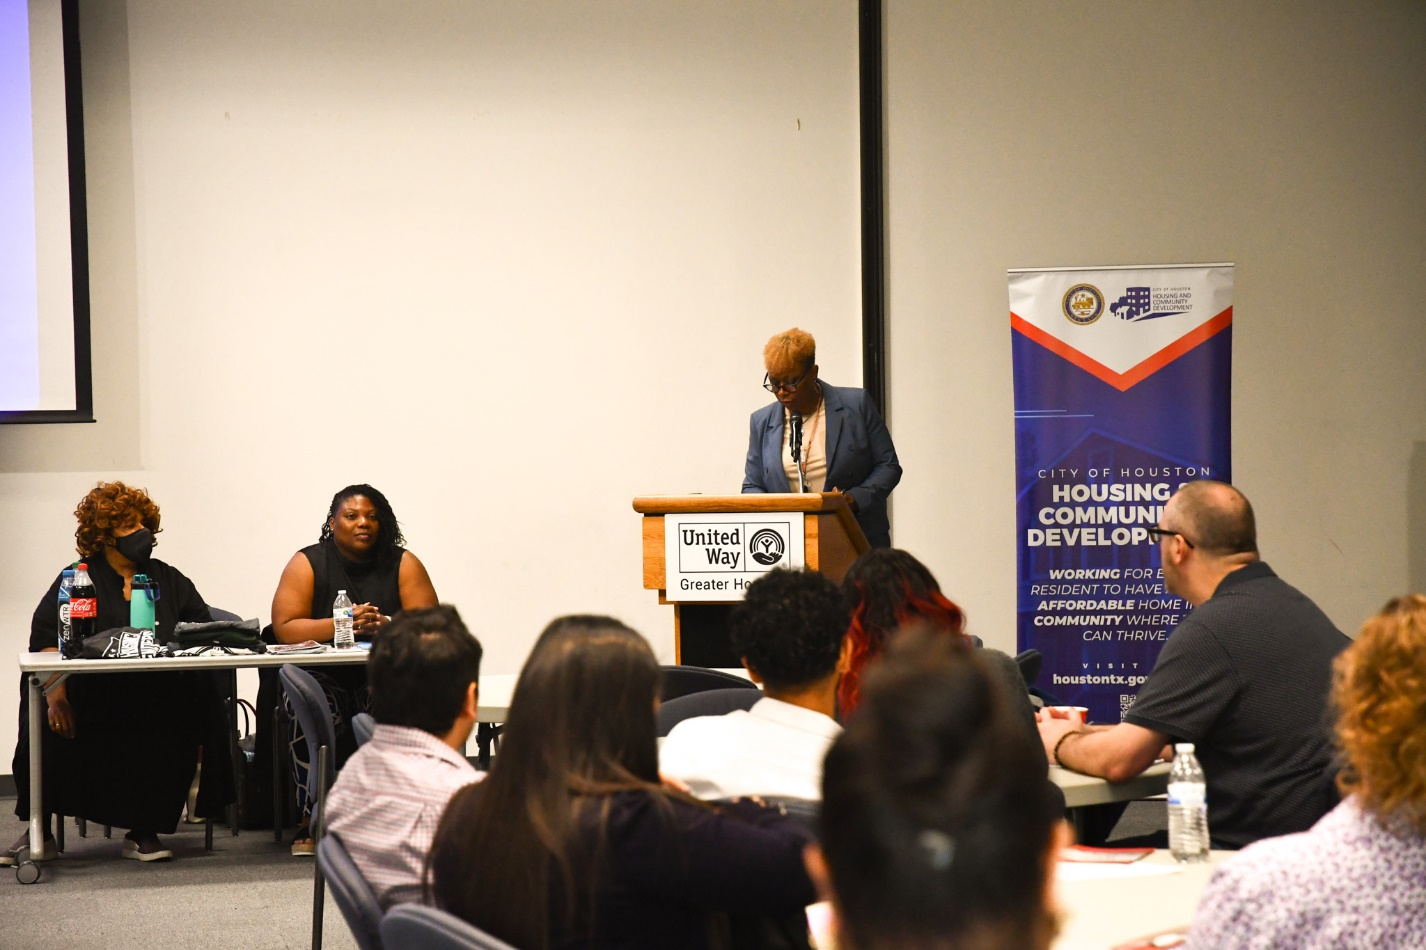 CITY OF HOUSTON
HOUSING AND
COMMUNITY
DEVELOPMENT
CITY OF HOUSTON
HOUSING &
COMMUNI
DEVELOP
WORKING FOR E
RESIDENT TO HAVE
AFFORDABLE HOME I
COMMUNITY WHERE
CAN THRIVE.
VISIT
houstontx.gov
United
Way
Greater Ho
Coca-Cola
zenWTR